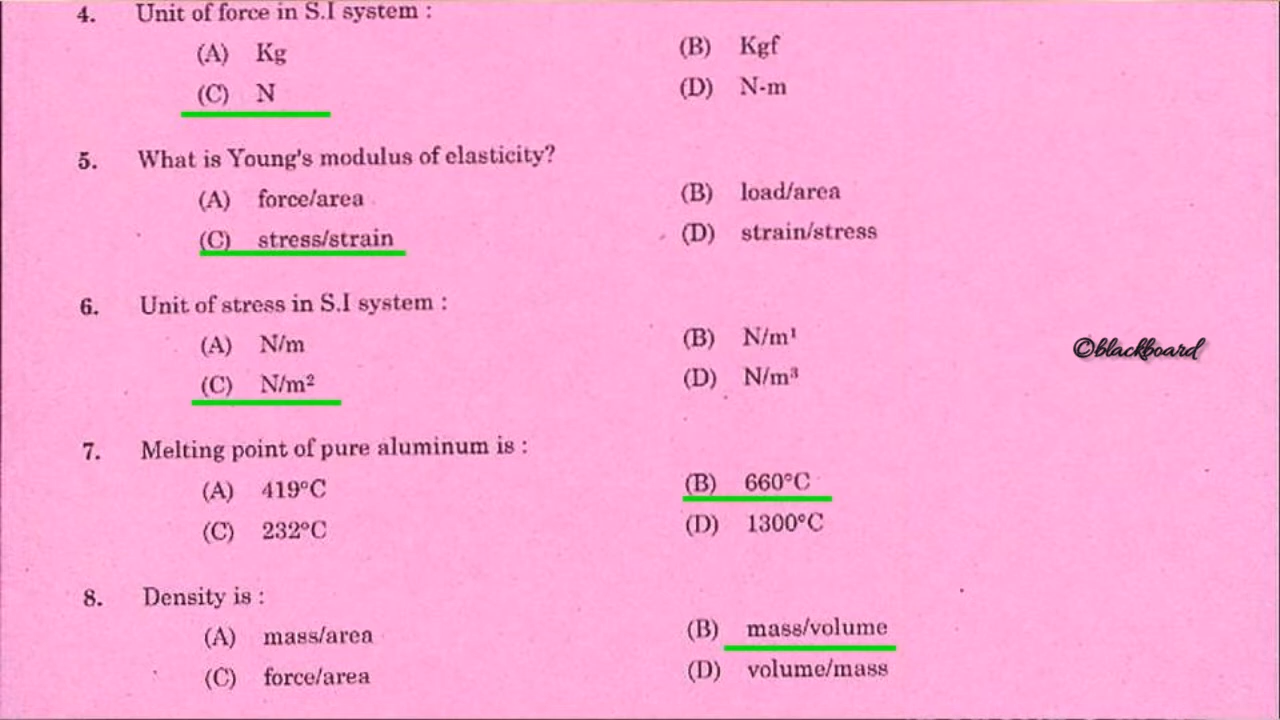 4. Unit of force in S.I system :
(A) Kg (B) Kgf
(C) N (D) N-m
5. What is Young's modulus of elasticity?
(A) force/area (B) load/area
(C) stress/strain (D) strain/stress
6. Unit of stress in S.I system :
(A) N/m (B) N/m¹
(C) N/m² (D) N/m³
©blackboard
7. Melting point of pure aluminum is :
(A) 419°C (B) 660°C
(C) 232°C (D) 1300°C
8. Density is :
(A) mass/area (B) mass/volume
(C) force/area (D) volume/mass